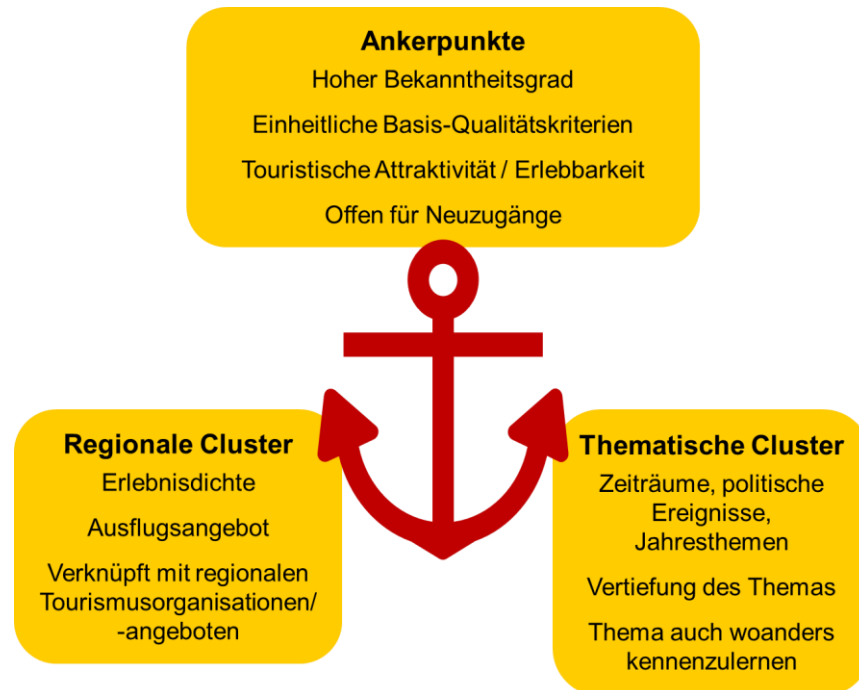 Ankerpunkte
Hoher Bekanntheitsgrad
Einheitliche Basis-Qualitätskriterien
Touristische Attraktivität / Erlebbarkeit
Offen für Neuzugänge
Regionale Cluster
Erlebnisdichte
Ausflugsangebot
Verknüpft mit regionalen
Tourismusorganisationen/
-angeboten
Thematische Cluster
Zeiträume, politische
Ereignisse,
Jahresthemen
Vertiefung des Themas
Thema auch woanders
kennenzulernen